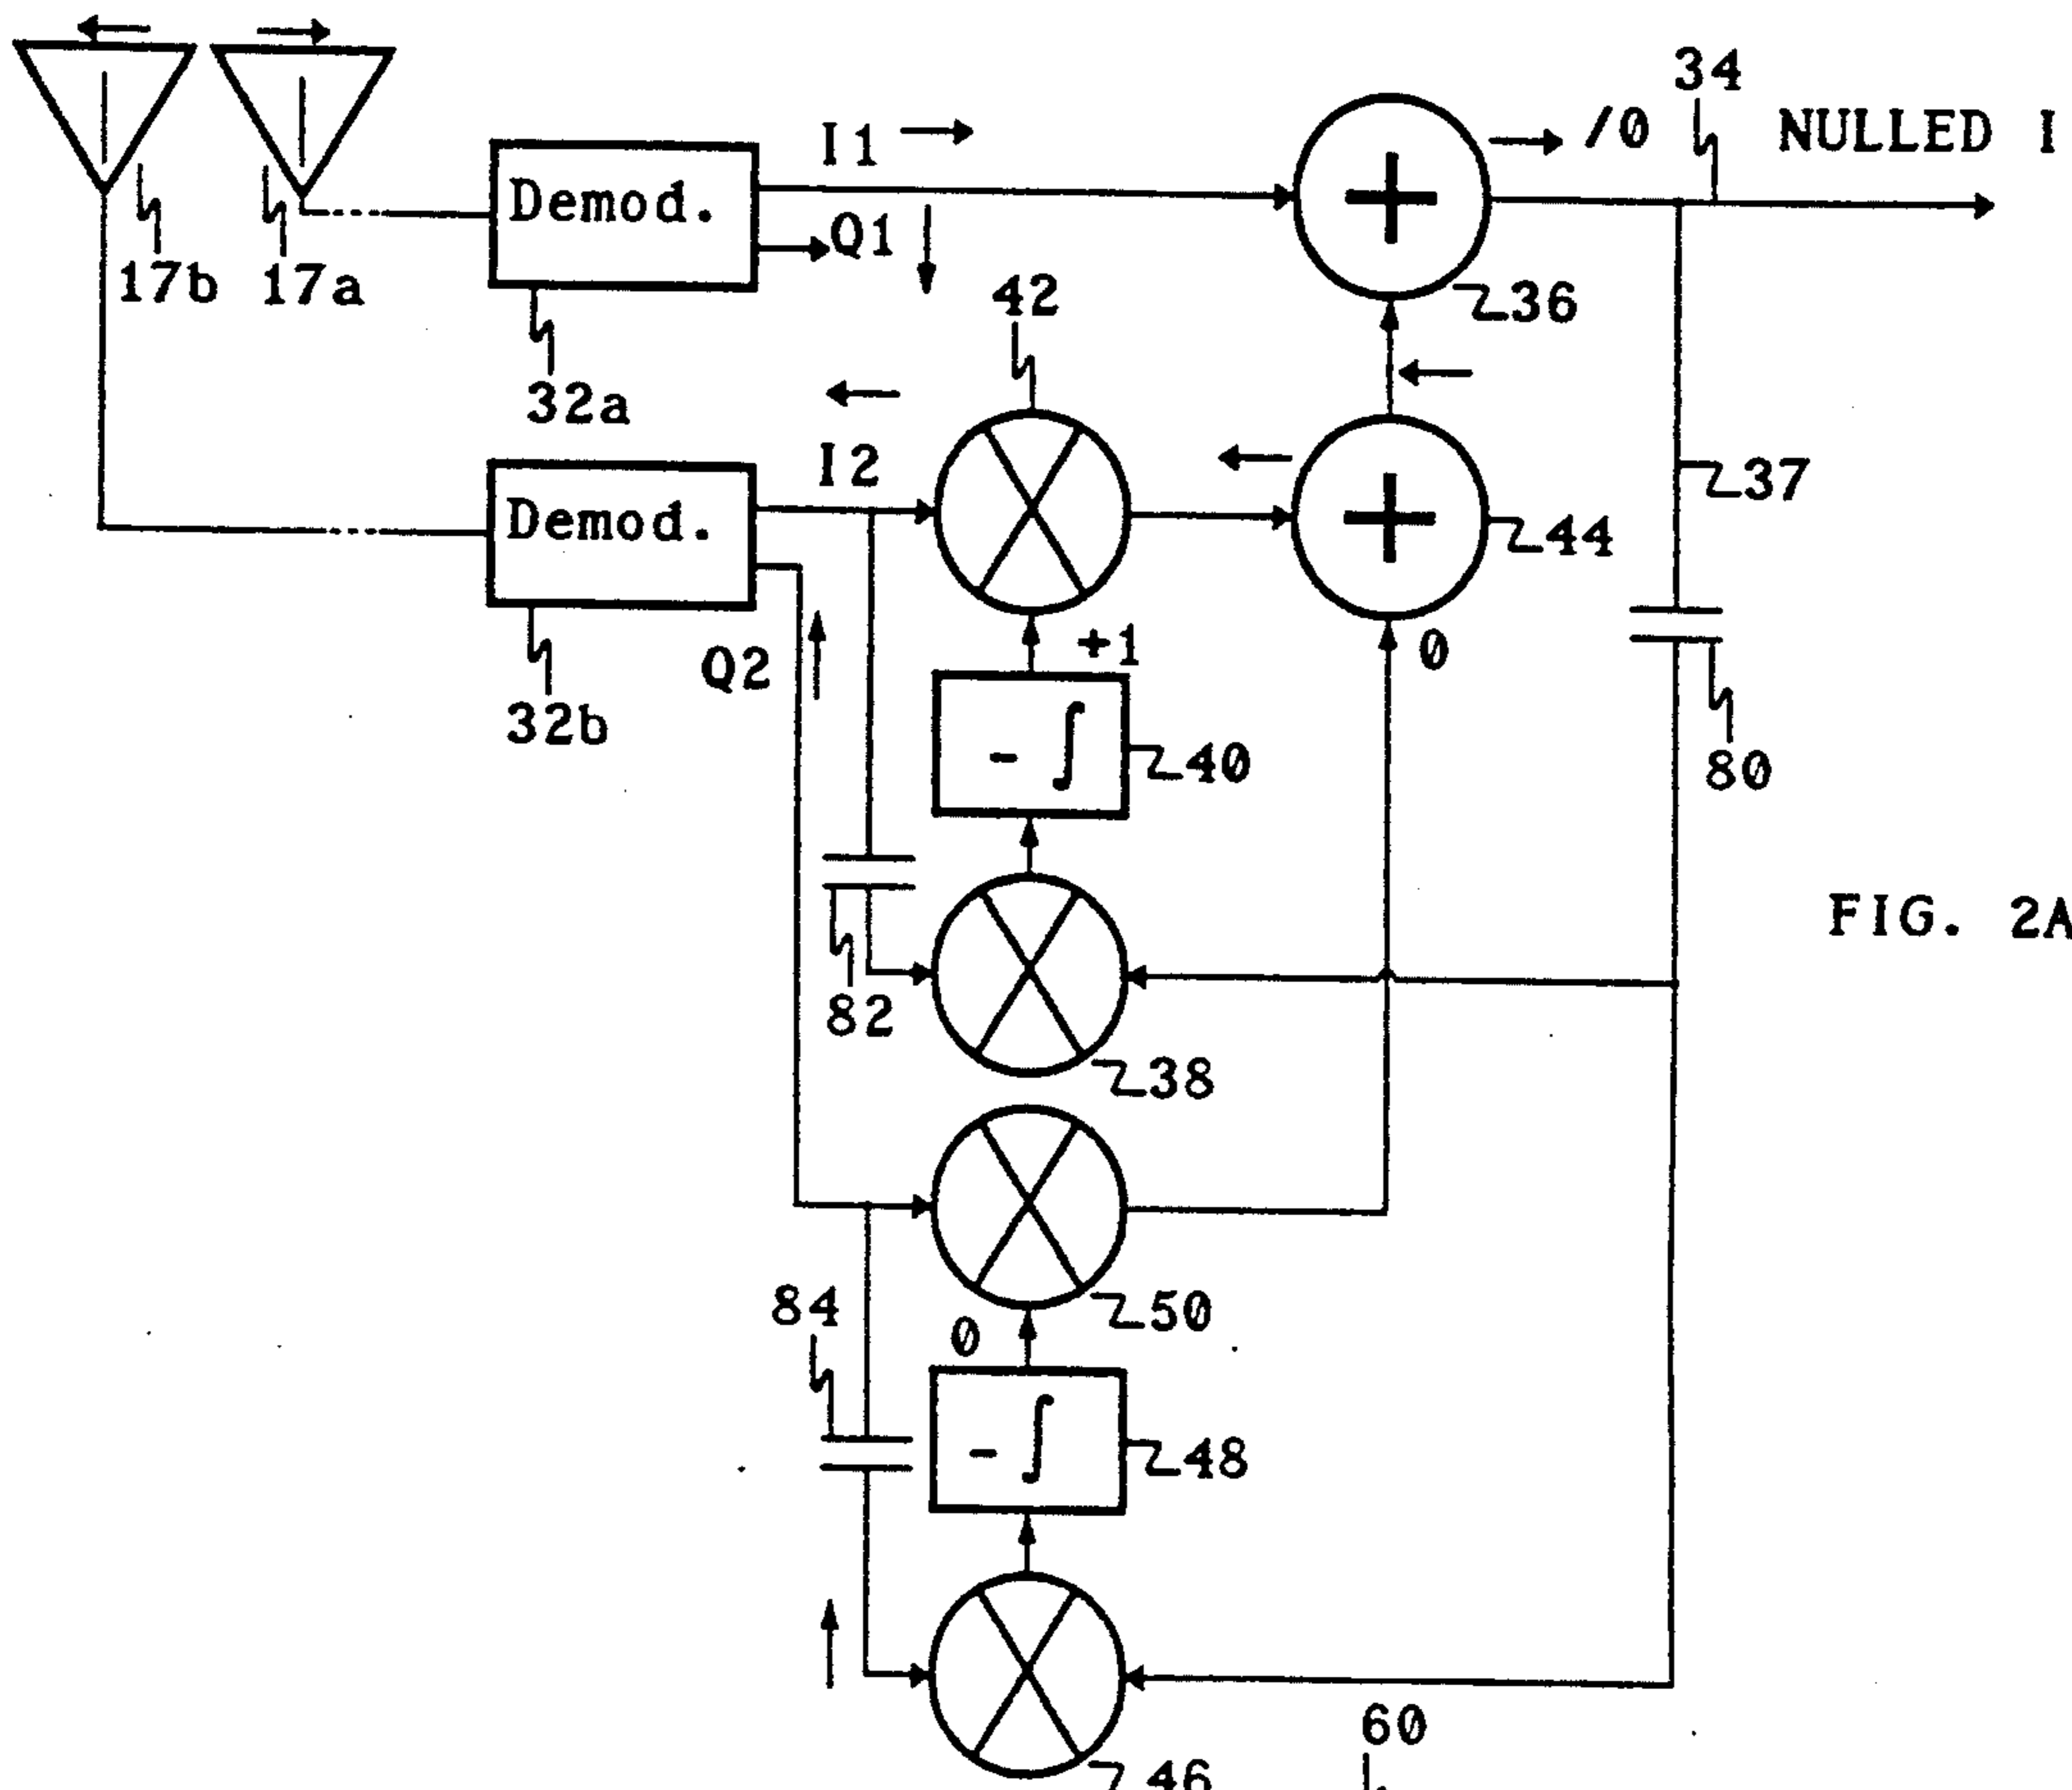 34
I1
/0
NULLED I
Demod.
Q1
17b
17a
42
36
32a
I2
37
Demod.
44
+1
0
Q2
32b
- ∫
40
80
FIG. 2A
82
38
84
50
0
- ∫
48
60
46